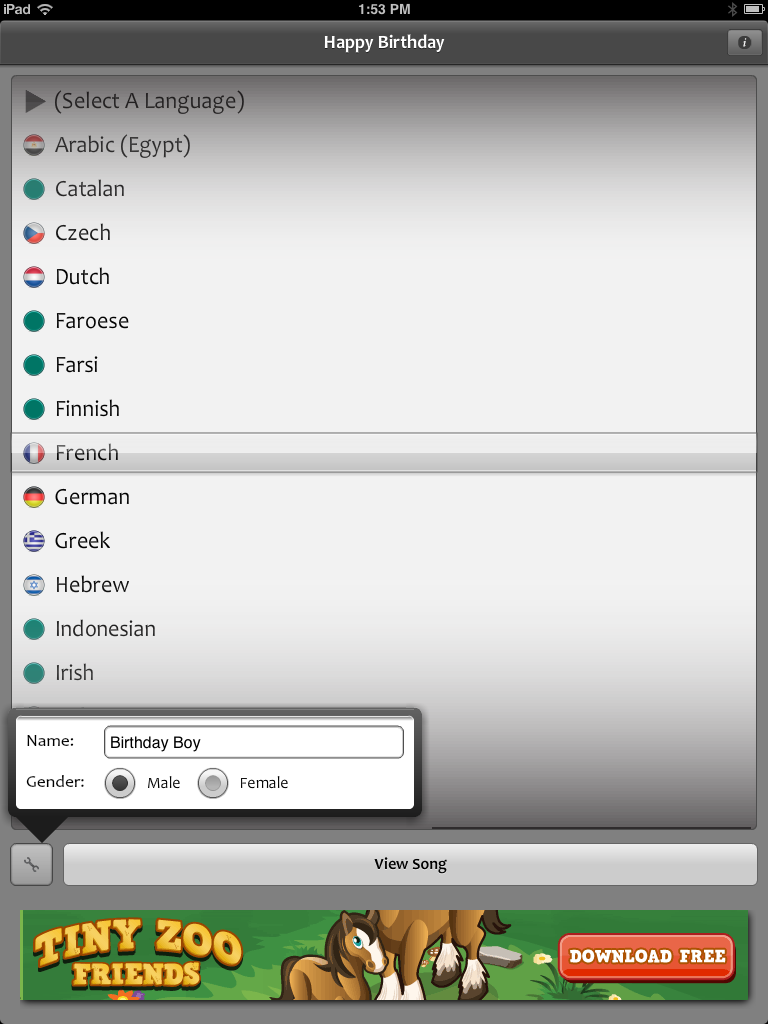 iPad
1:53 PM
Happy Birthday
(Select A Language)
Arabic (Egypt)
Catalan
Czech
Dutch
Faroese
Farsi
Finnish
French
German
Greek
Hebrew
Indonesian
Irish
Name: Birthday Boy
Gender: Male Female
View Song
TINY ZOO
FRIENDS
DOWNLOAD FREE